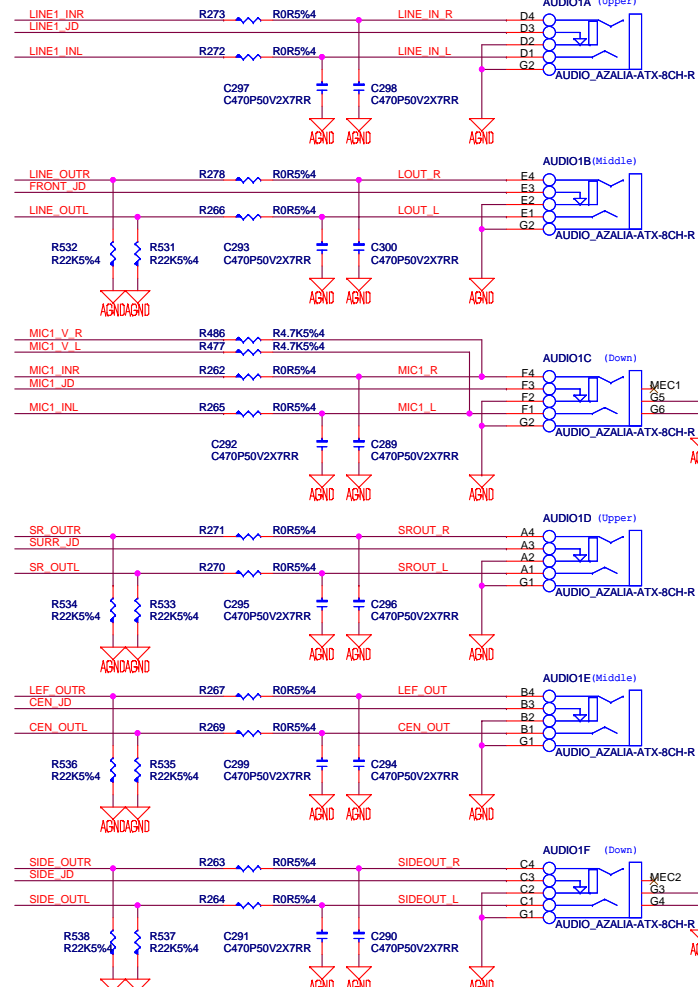 AUDIO1A (Upper)
LINE1_INR R273 R0R5%4 LINE_IN_R D4
LINE1_JD D3
D2
LINE1_INL R272 R0R5%4 LINE_IN_L D1
G2
AUDIO_AZALIA-ATX-8CH-R
C297 C298
C470P50V2X7RR C470P50V2X7RR
AGND AGND AGND
AUDIO1B (Middle)
LINE_OUTR R278 R0R5%4 LOUT_R E4
FRONT_JD E3
E2
LINE_OUTL R266 R0R5%4 LOUT_L E1
G2
AUDIO_AZALIA-ATX-8CH-R
R532 R531 C293 C300
R22K5%4 R22K5%4 C470P50V2X7RR C470P50V2X7RR
AGND AGND AGND AGND AGND
MIC1_V_R R486 R4.7K5%4
MIC1_V_L R477 R4.7K5%4
AUDIO1C (Down)
MIC1_INR R262 R0R5%4 MIC1_R F4
MIC1_JD F3 MEC1
F2 G5
MIC1_INL R265 R0R5%4 MIC1_L F1 G6
G2
AUDIO_AZALIA-ATX-8CH-R
C292 C289
C470P50V2X7RR C470P50V2X7RR
AGND AGND AGND
AUDIO1D (Upper)
SR_OUTR R271 R0R5%4 SROUT_R A4
SURR_JD A3
A2
SR_OUTL R270 R0R5%4 SROUT_L A1
G1
AUDIO_AZALIA-ATX-8CH-R
R534 R533 C295 C296
R22K5%4 R22K5%4 C470P50V2X7RR C470P50V2X7RR
AGND AGND AGND AGND AGND
AUDIO1E (Middle)
LEF_OUTR R267 R0R5%4 LEF_OUT B4
CEN_JD B3
B2
CEN_OUTL R269 R0R5%4 CEN_OUT B1
G1
AUDIO_AZALIA-ATX-8CH-R
R536 R535 C299 C294
R22K5%4 R22K5%4 C470P50V2X7RR C470P50V2X7RR
AGND AGND AGND AGND AGND
AUDIO1F (Down)
SIDE_OUTR R263 R0R5%4 SIDEOUT_R C4
SIDE_JD C3 MEC2
C2 G3
SIDE_OUTL R264 R0R5%4 SIDEOUT_L C1 G4
G1
AUDIO_AZALIA-ATX-8CH-R
R538 R537 C291 C290
R22K5%4 R22K5%4 C470P50V2X7RR C470P50V2X7RR
AGND AGND AGND